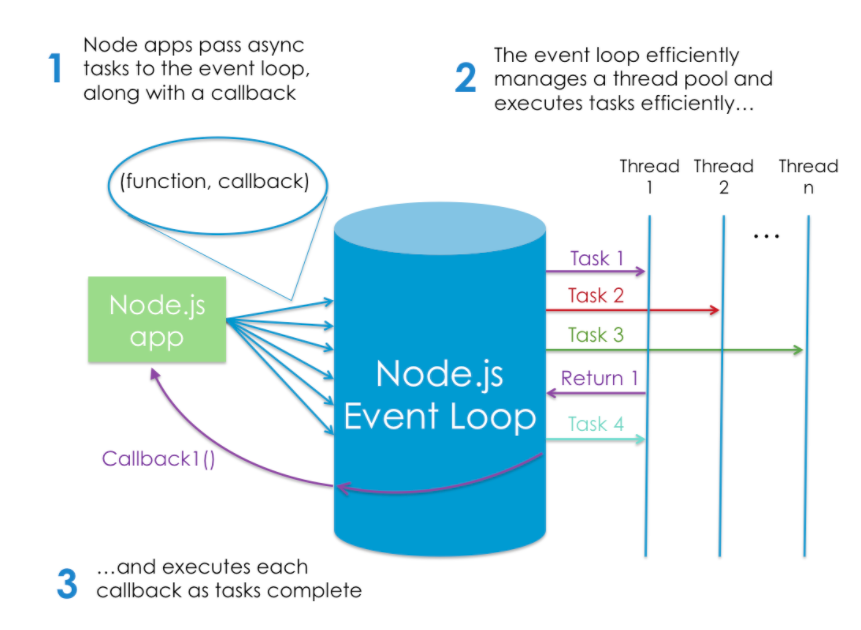 1
Node apps pass async
tasks to the event loop,
along with a callback
2
The event loop efficiently
manages a thread pool and
executes tasks efficiently…
(function, callback)
Thread
1
Thread
2
…
Thread
n
Node.js
app
Node.js
Event Loop
Task 1
Task 2
Task 3
Return 1
Task 4
Callback1()
3
…and executes each
callback as tasks complete